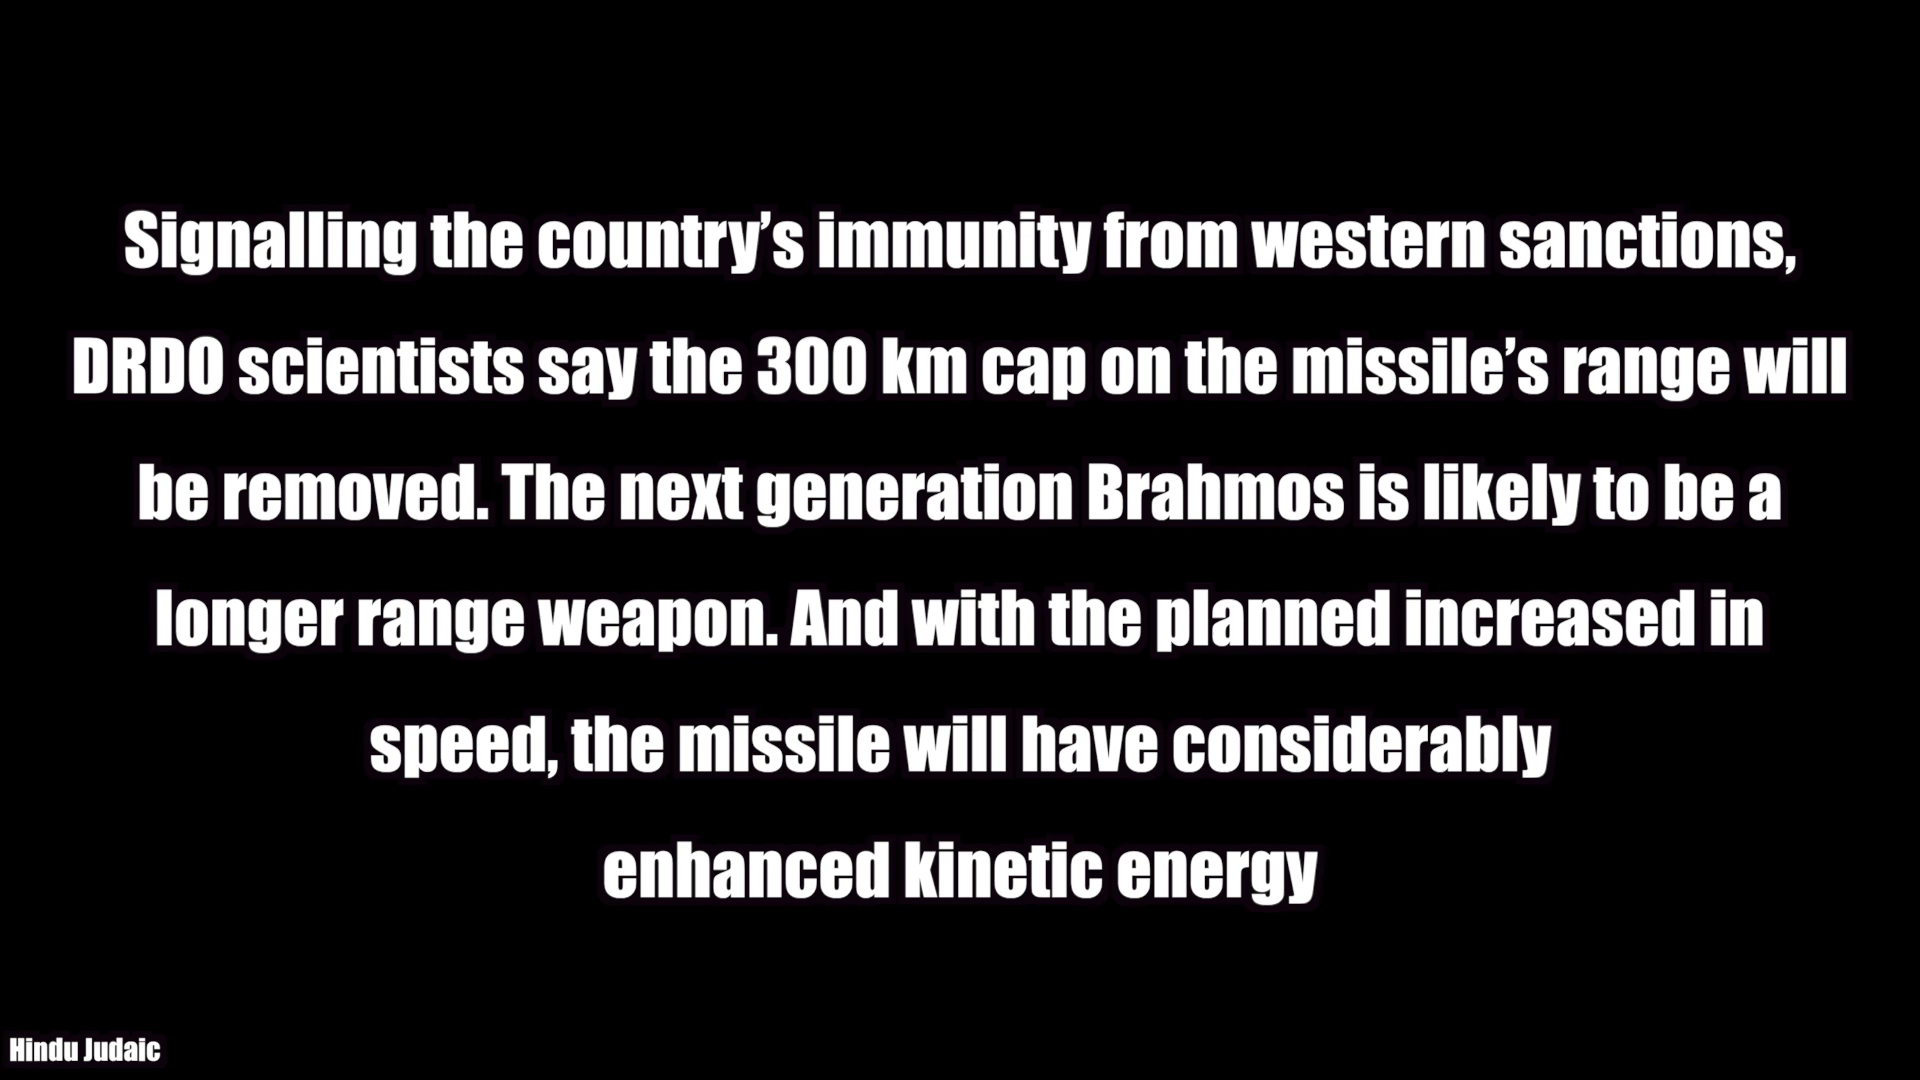 Signalling the country’s immunity from western sanctions,
DRDO scientists say the 300 km cap on the missile’s range will
be removed. The next generation Brahmos is likely to be a
longer range weapon. And with the planned increased in
speed, the missile will have considerably
enhanced kinetic energy
Hindu Judaic